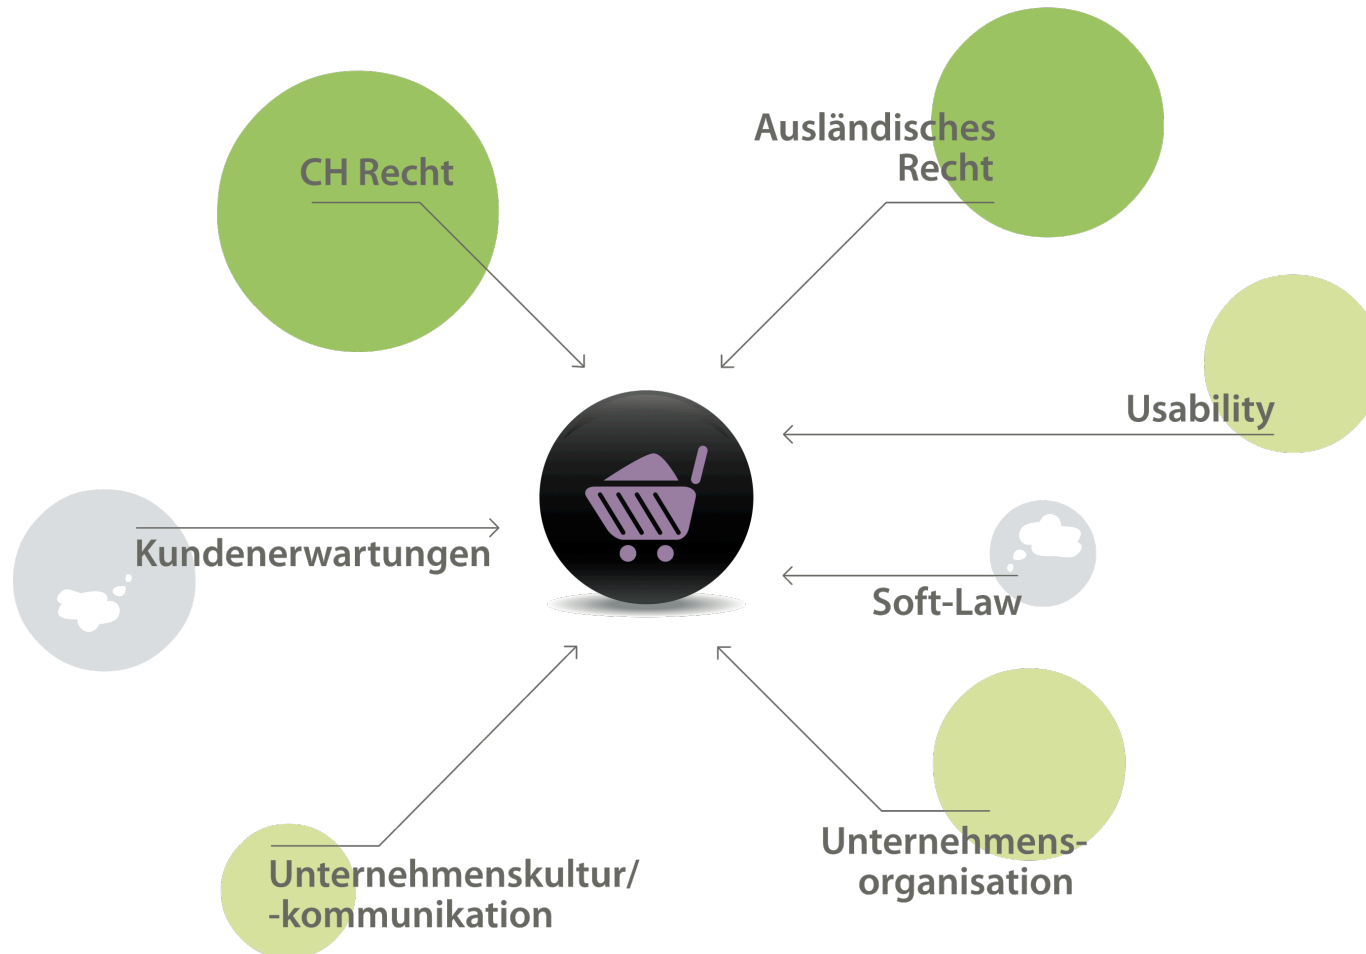 CH Recht
Ausländisches
Recht
Usability
Kundenerwartungen
Soft-Law
Unternehmenskultur/
-kommunikation
Unternehmens-
organisation